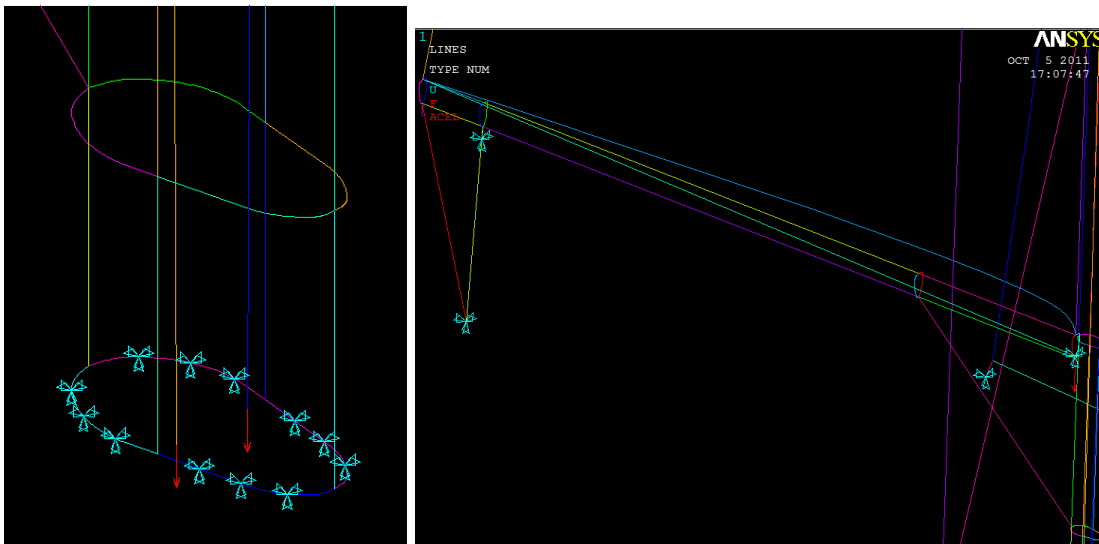 1
LINES
TYPE NUM
U
F
ACEL
ANSYS
OCT 5 2011
17:07:47